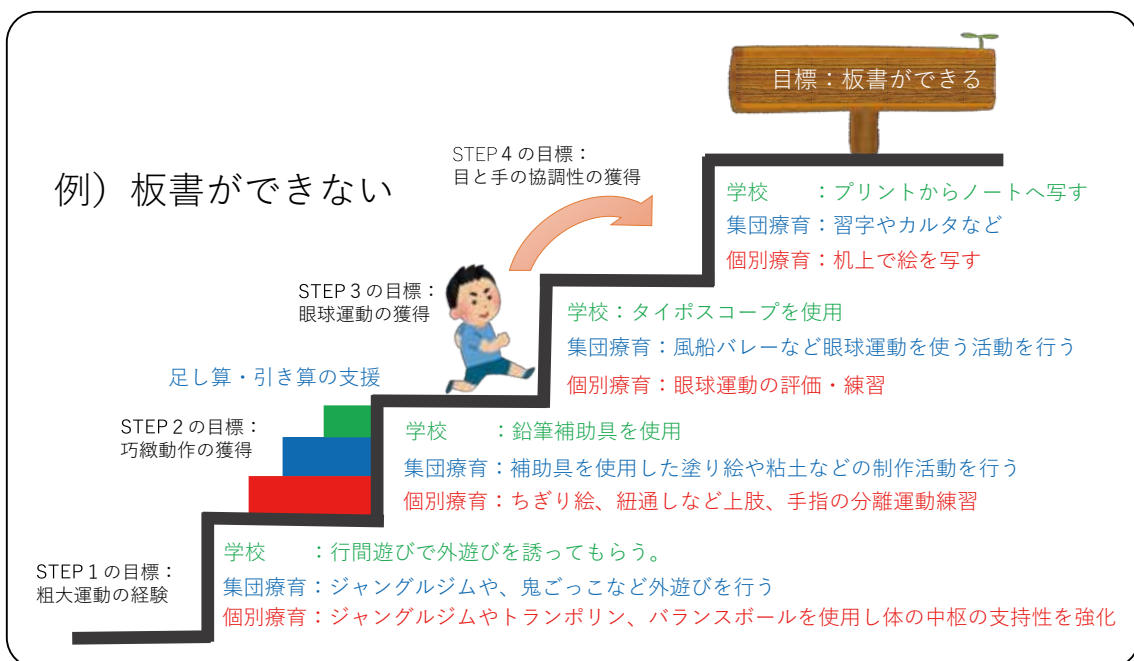 目標：板書ができる
例）板書ができない
STEP４の目標：
目と手の協調性の獲得
学校　　：プリントからノートへ写す
集団療育：習字やカルタなど
個別療育：机上で絵を写す
STEP３の目標：
眼球運動の獲得
学校：タイポスコープを使用
集団療育：風船バレーなど眼球運動を使う活動を行う
個別療育：眼球運動の評価・練習
足し算・引き算の支援
STEP２の目標：
巧緻動作の獲得
学校　　：鉛筆補助具を使用
集団療育：補助具を使用した塗り絵や粘土などの制作活動を行う
個別療育：ちぎり絵、紐通しなど上肢、手指の分離運動練習
STEP１の目標：
粗大運動の経験
学校　　：行間遊びで外遊びを誘ってもらう。
集団療育：ジャングルジムや、鬼ごっこなど外遊びを行う
個別療育：ジャングルジムやトランポリン、バランスボールを使用し体の中枢の支持性を強化